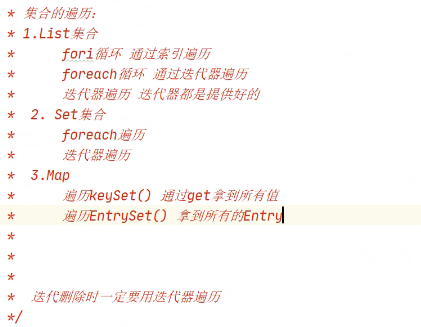 * 集合的遍历:
* 1.List集合
*      fori循环 通过索引遍历
*      foreach循环 通过迭代器遍历
*      迭代器遍历 迭代器都是提供好的
*  2. Set集合
*      foreach遍历
*      迭代器遍历
*  3.Map
*      遍历keySet() 通过get拿到所有值
*      遍历EntrySet() 拿到所有的Entry
*
*
*
*  迭代删除时一定要用迭代器遍历
*/